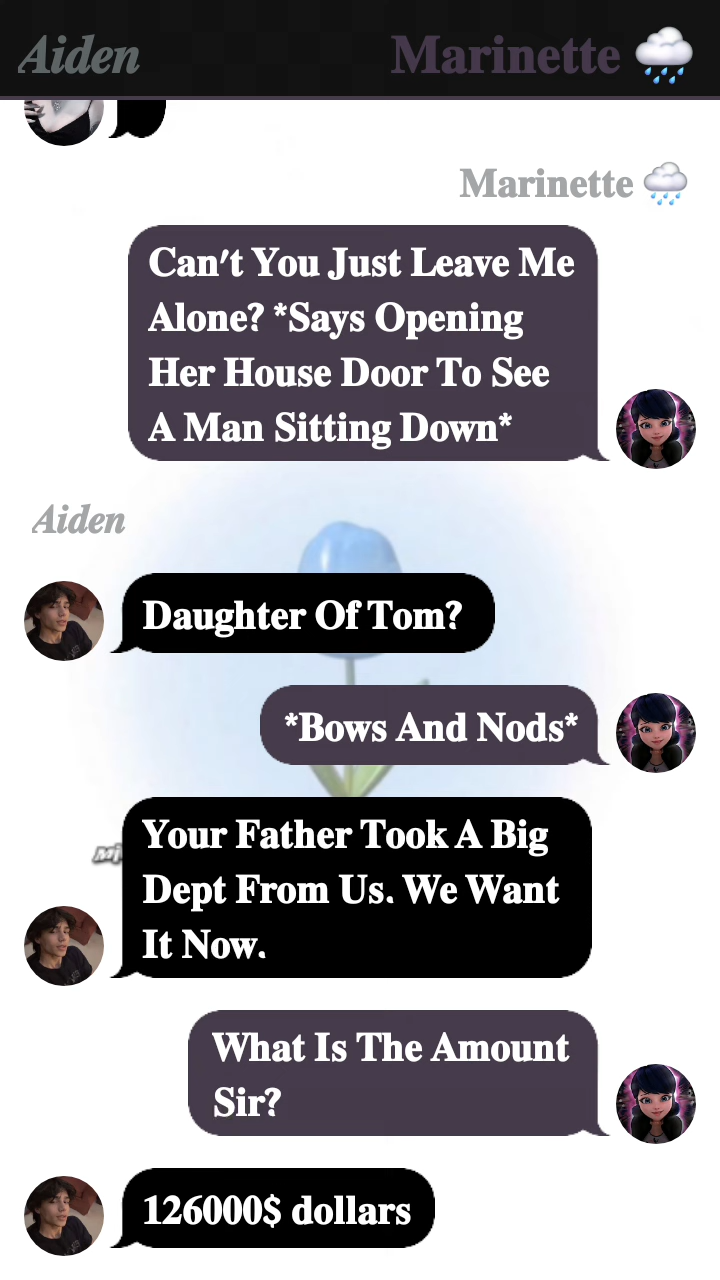 Aiden
Marinette 🌧️
Marinette 🌧️
Can't You Just Leave Me
Alone? *Says Opening
Her House Door To See
A Man Sitting Down*
Aiden
Daughter Of Tom?
*Bows And Nods*
Your Father Took A Big
Dept From Us. We Want
It Now.
What Is The Amount
Sir?
126000$ dollars